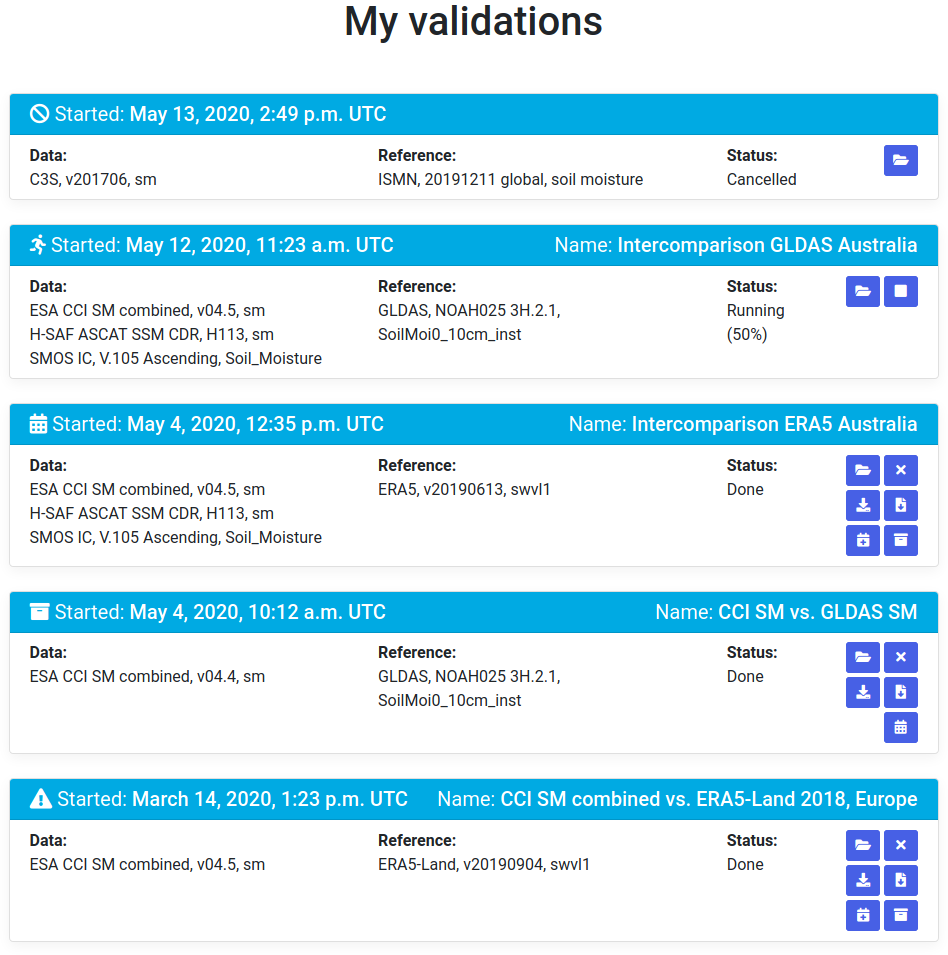 My validations
Started: May 13, 2020, 2:49 p.m. UTC
Data: Reference: Status:
C3S, v201706, sm ISMN, 20191211 global, soil moisture Cancelled
Started: May 12, 2020, 11:23 a.m. UTC Name: Intercomparison GLDAS Australia
Data: Reference: Status:
ESA CCI SM combined, v04.5, sm GLDAS, NOAH025 3H.2.1, Running
H-SAF ASCAT SSM CDR, H113, sm SoilMoi0_10cm_inst (50%)
SMOS IC, V.105 Ascending, Soil_Moisture
Started: May 4, 2020, 12:35 p.m. UTC Name: Intercomparison ERA5 Australia
Data: Reference: Status:
ESA CCI SM combined, v04.5, sm ERA5, v20190613, swvl1 Done
H-SAF ASCAT SSM CDR, H113, sm
SMOS IC, V.105 Ascending, Soil_Moisture
Started: May 4, 2020, 10:12 a.m. UTC Name: CCI SM vs. GLDAS SM
Data: Reference: Status:
ESA CCI SM combined, v04.4, sm GLDAS, NOAH025 3H.2.1, Done
SoilMoi0_10cm_inst
Started: March 14, 2020, 1:23 p.m. UTC Name: CCI SM combined vs. ERA5-Land 2018, Europe
Data: Reference: Status:
ESA CCI SM combined, v04.5, sm ERA5-Land, v20190904, swvl1 Done